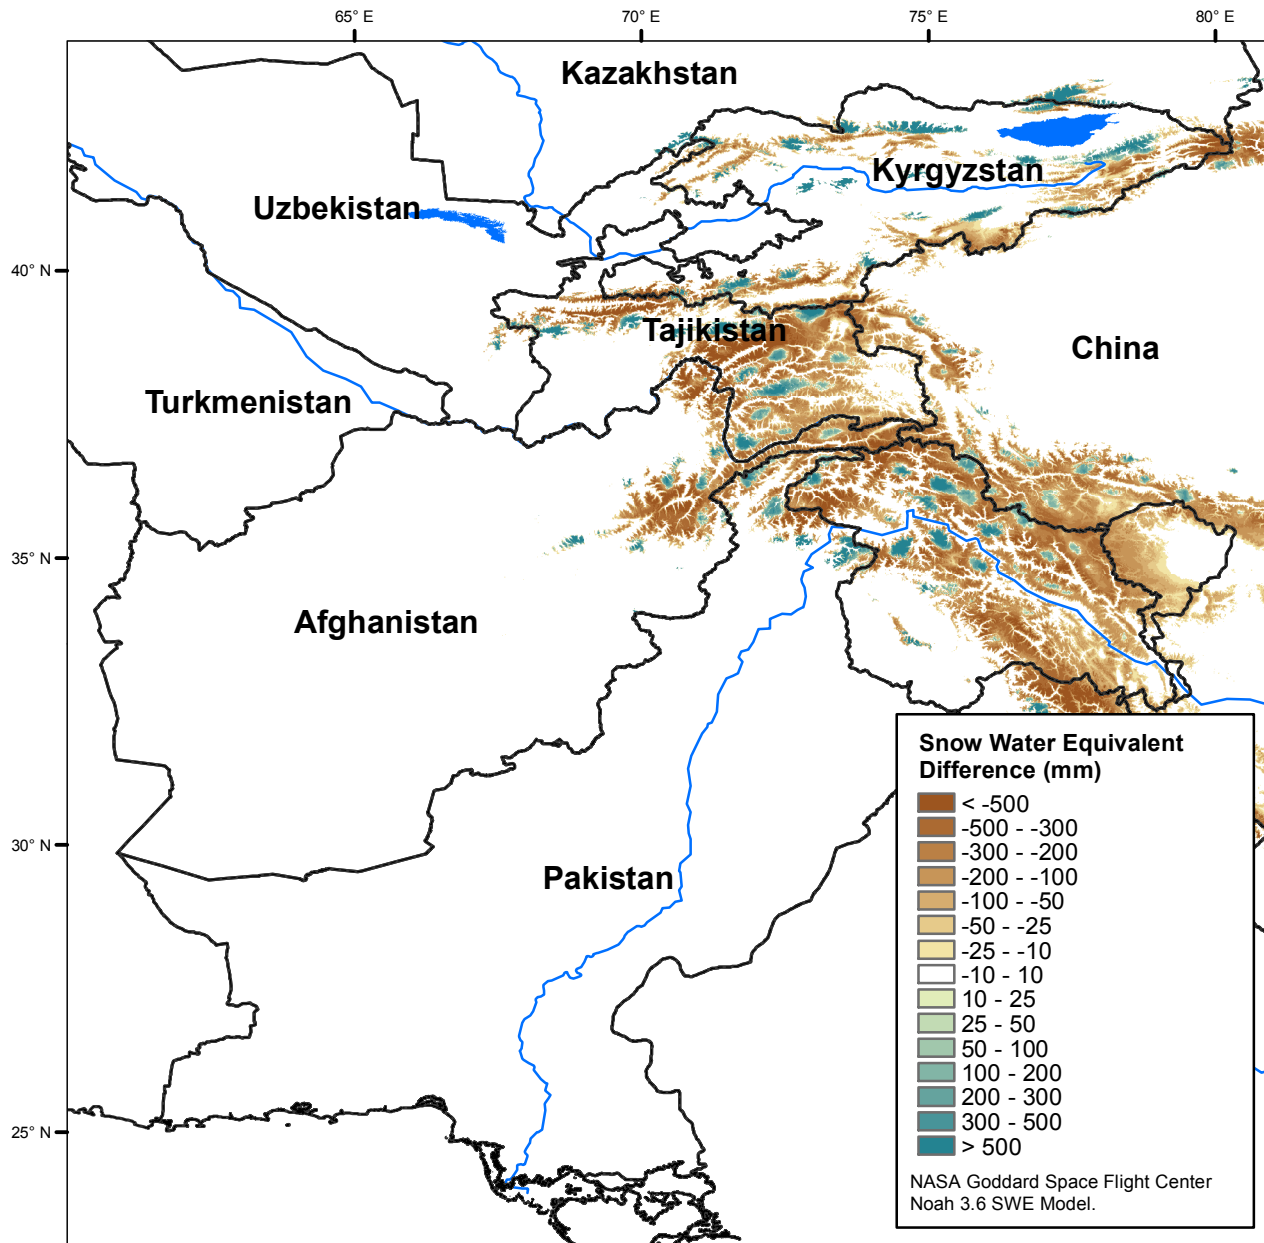 65° E
70° E
75° E
80° E
Kazakhstan
Kyrgyzstan
Uzbekistan
40° N
Tajikistan
China
Turkmenistan
35° N
Afghanistan
30° N
Pakistan
25° N
Snow Water Equivalent
Difference (mm)
< -500
-500 - -300
-300 - -200
-200 - -100
-100 - -50
-50 - -25
-25 - -10
-10 - 10
10 - 25
25 - 50
50 - 100
100 - 200
200 - 300
300 - 500
> 500
NASA Goddard Space Flight Center
Noah 3.6 SWE Model.